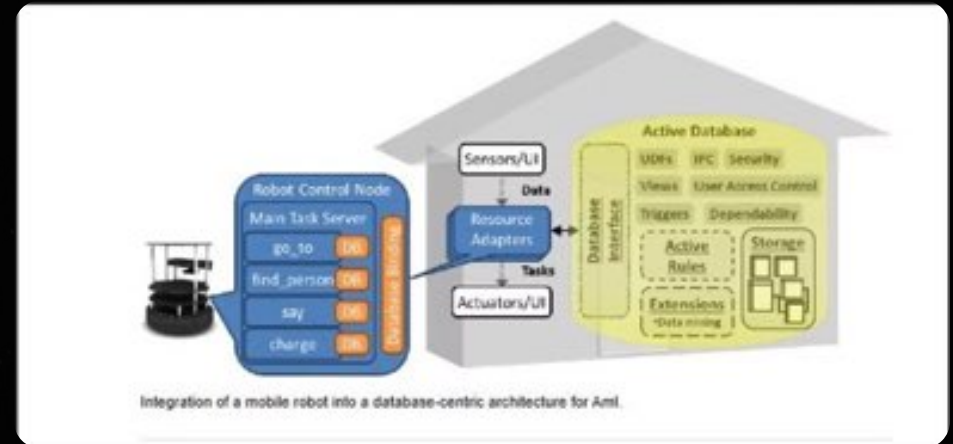 Robot Control Node
Main Task Server
go_to DB
find_person DB
say DB
charge DB
Database Bridge
Sensors/UI
Data
Resource
Adapters
Tasks
Actuators/UI
Database
Interface
Active Database
UDFs IPC Security
Views User Access Control
Triggers Dependability
Active
Rules
Storage
Extensions
*Data mining
Integration of a mobile robot into a database-centric architecture for AmI.